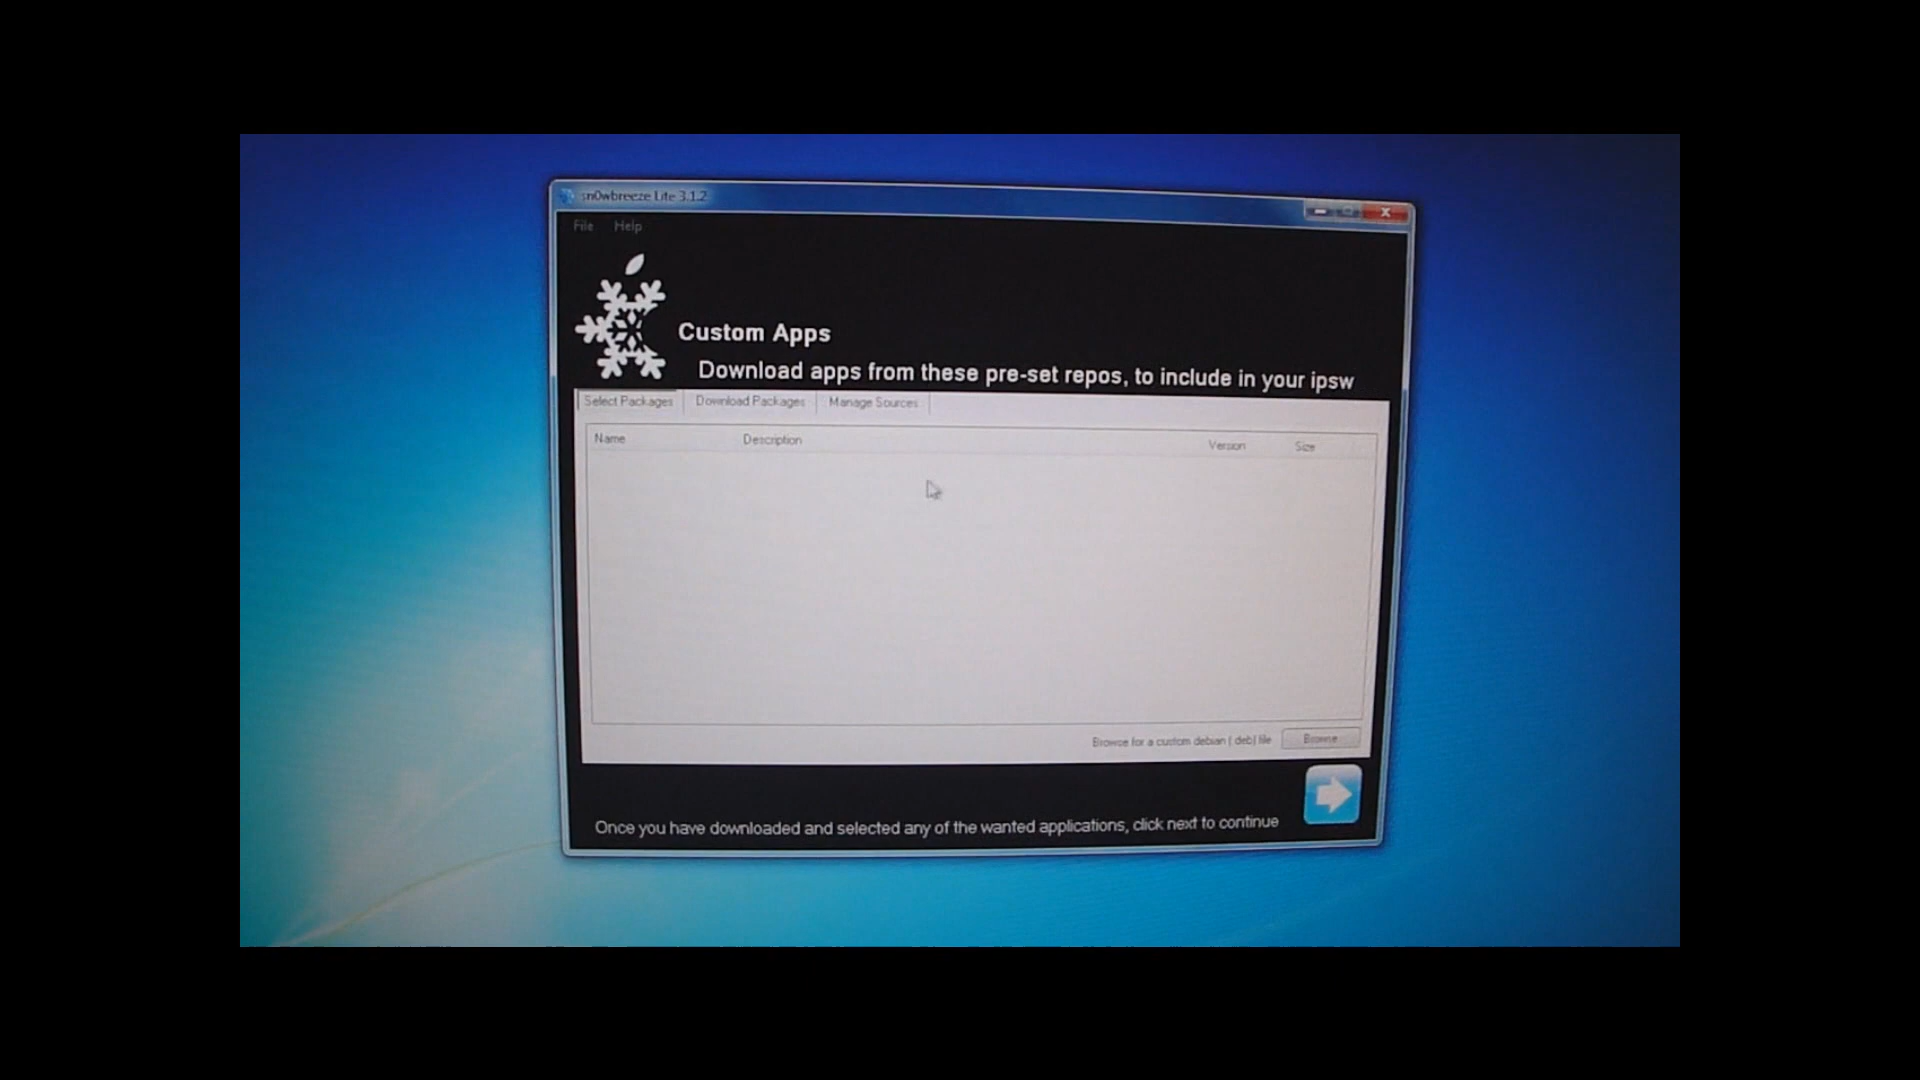 sn0wbreeze Lite 3.1.2
File Help
Custom Apps
Download apps from these pre-set repos, to include in your ipsw
Select Packages Download Packages Manage Sources
Name Description Version Size
Browse for a custom debian (.deb) file Browse
Once you have downloaded and selected any of the wanted applications, click next to continue